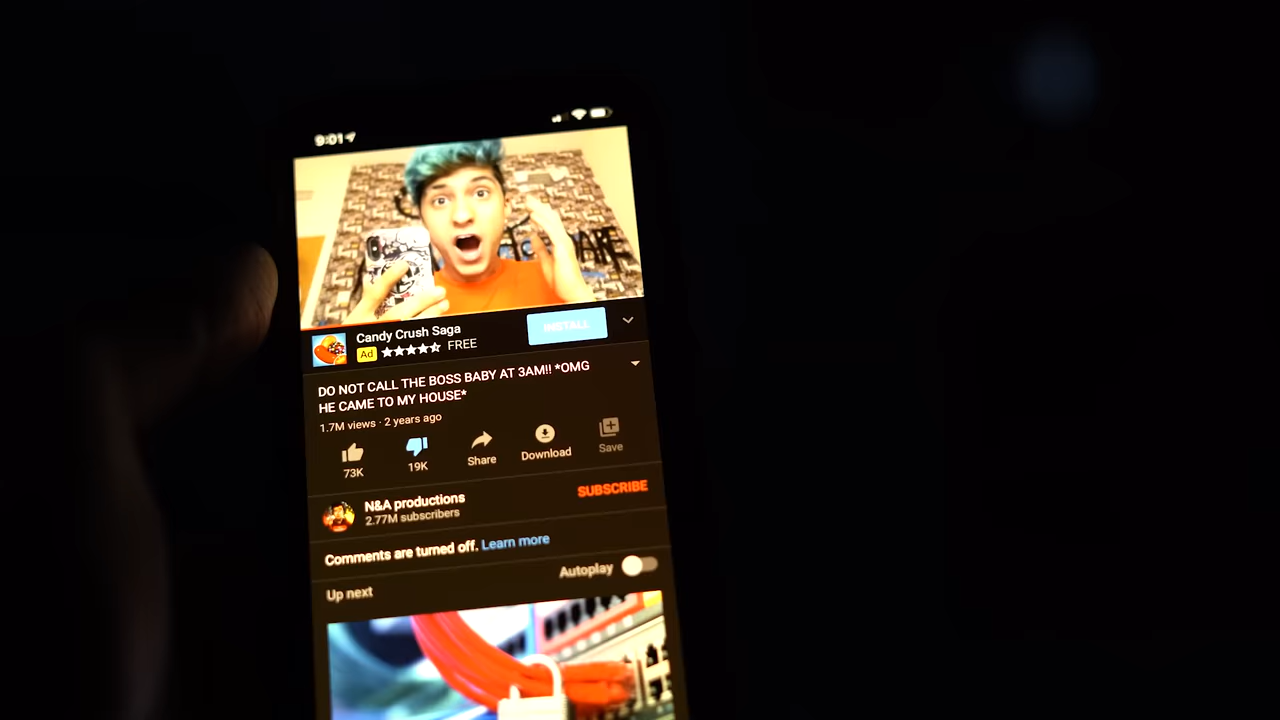 9:01
Candy Crush Saga
INSTALL
Ad
FREE
DO NOT CALL THE BOSS BABY AT 3AM!! *OMG
HE CAME TO MY HOUSE*
1.7M views · 2 years ago
73K
19K
Share
Download
Save
N&A productions
SUBSCRIBE
2.77M subscribers
Comments are turned off. Learn more
Autoplay
Up next